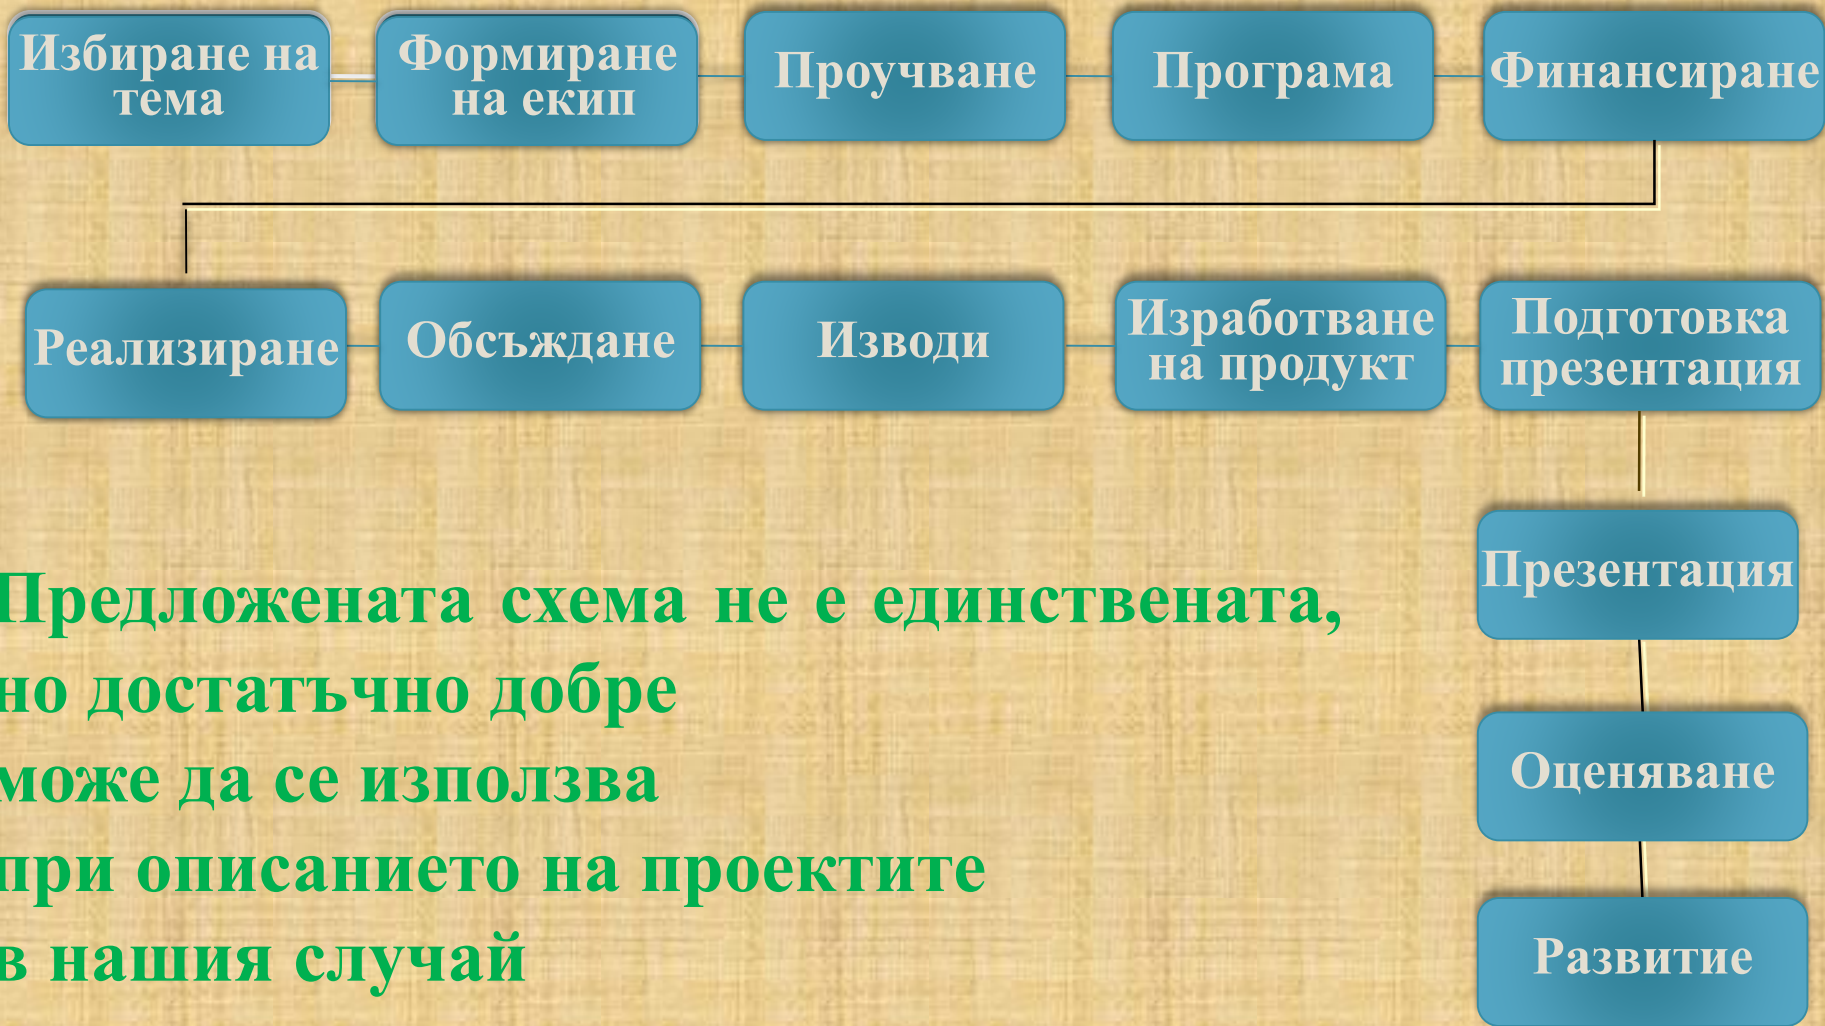 Избиране на
тема
Формиране
на екип
Проучване
Програма
Финансиране
Реализиране
Обсъждане
Изводи
Изработване
на продукт
Подготовка
презентация
Презентация
Оценяване
Развитие
Предложената схема не е единствената,
но достатъчно добре
може да се използва
при описанието на проектите
в нашия случай